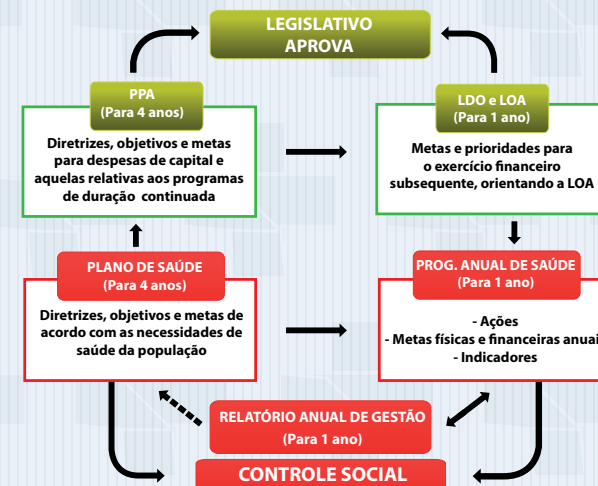 LEGISLATIVO
APROVA
PPA
(Para 4 anos)
Diretrizes, objetivos e metas
para despesas de capital e
aquelas relativas aos programas
de duração continuada
LDO e LOA
(Para 1 ano)
Metas e prioridades para
o exercício financeiro
subsequente, orientando a LOA
PLANO DE SAÚDE
(Para 4 anos)
Diretrizes, objetivos e metas de
acordo com as necessidades de
saúde da população
PROG. ANUAL DE SAÚDE
(Para 1 ano)
- Ações
- Metas físicas e financeiras anuai
- Indicadores
RELATÓRIO ANUAL DE GESTÃO
(Para 1 ano)
CONTROLE SOCIAL